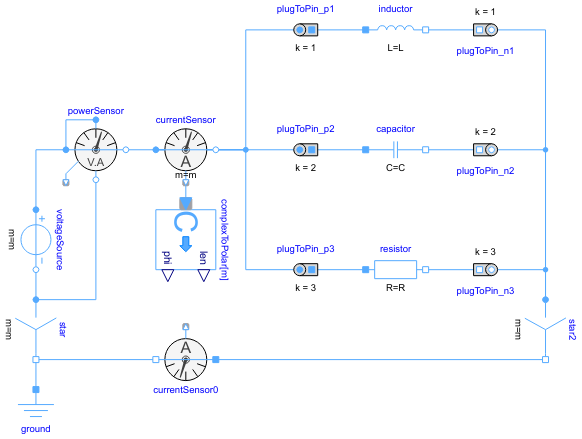 plugToPin_p1
inductor
k = 1
k = 1
L=L
plugToPin_n1
powerSensor
currentSensor
plugToPin_p2
capacitor
k = 2
V.A
A
m=m
k = 2
C=C
plugToPin_n2
voltageSource
+
-
m=m
C
phi
len
complexToPolar[m]
plugToPin_p3
resistor
k = 3
k = 3
R=R
plugToPin_n3
m=m
star
m=m
star2
A
currentSensor0
ground